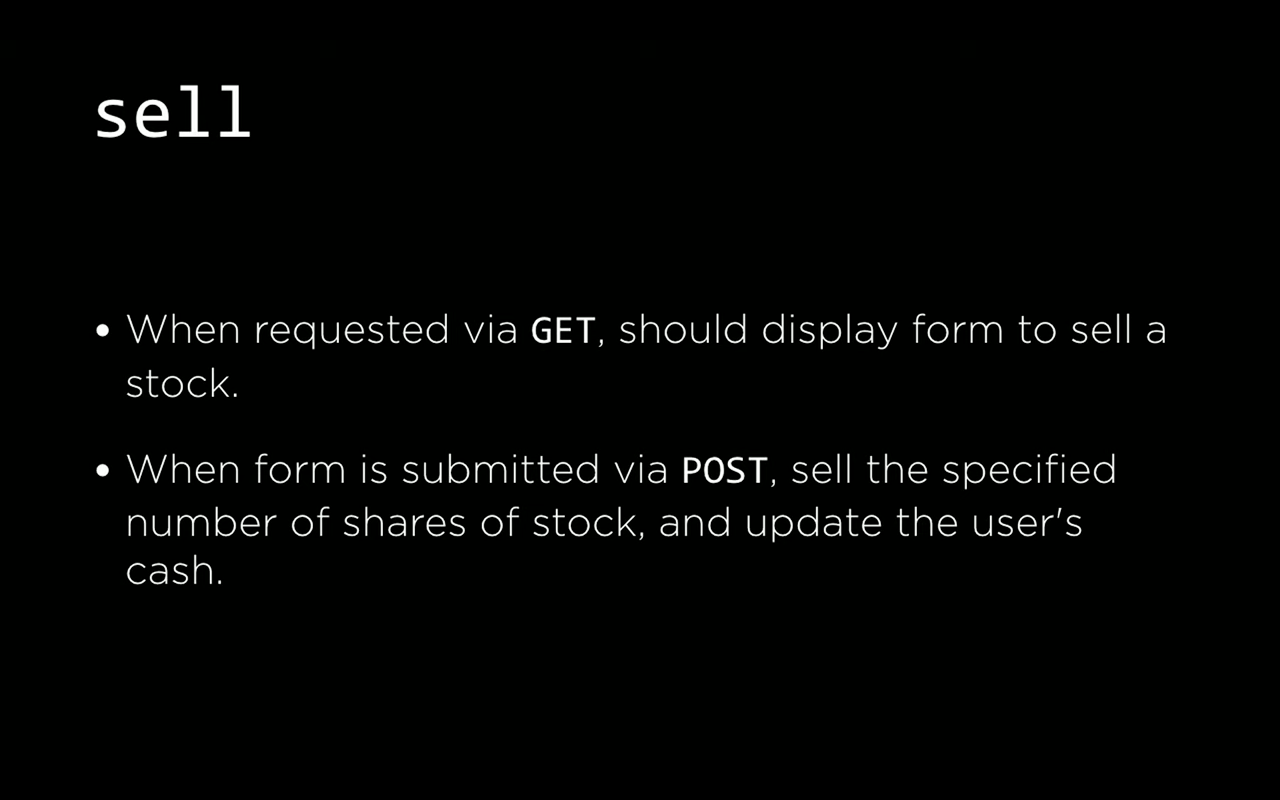 sell
• When requested via GET, should display form to sell a
stock.
• When form is submitted via POST, sell the specified
number of shares of stock, and update the user's
cash.